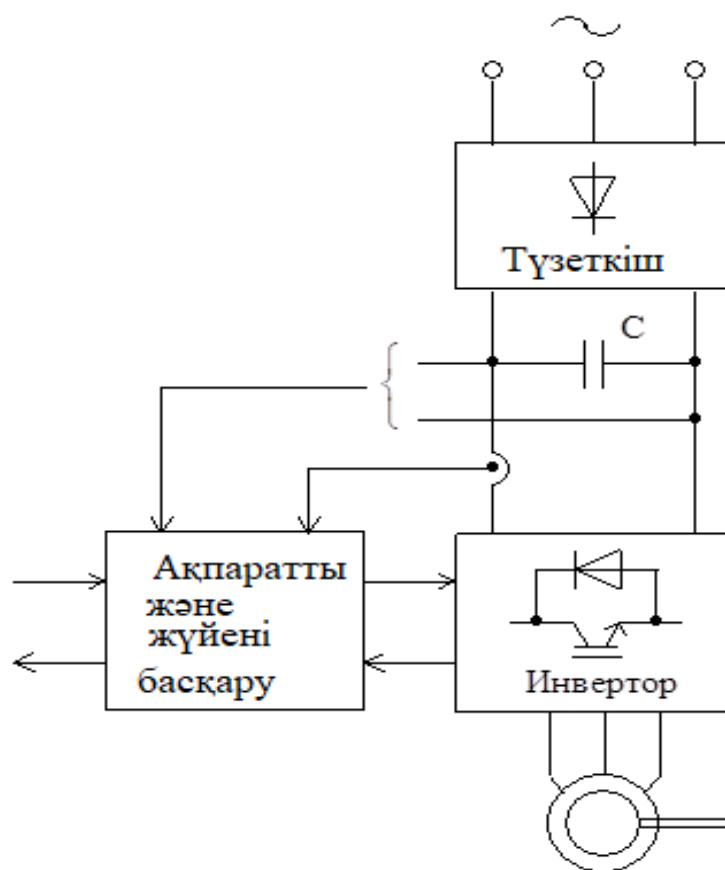 Түзеткіш
C
Ақпаратты
және
жүйені
басқару
Инвертор